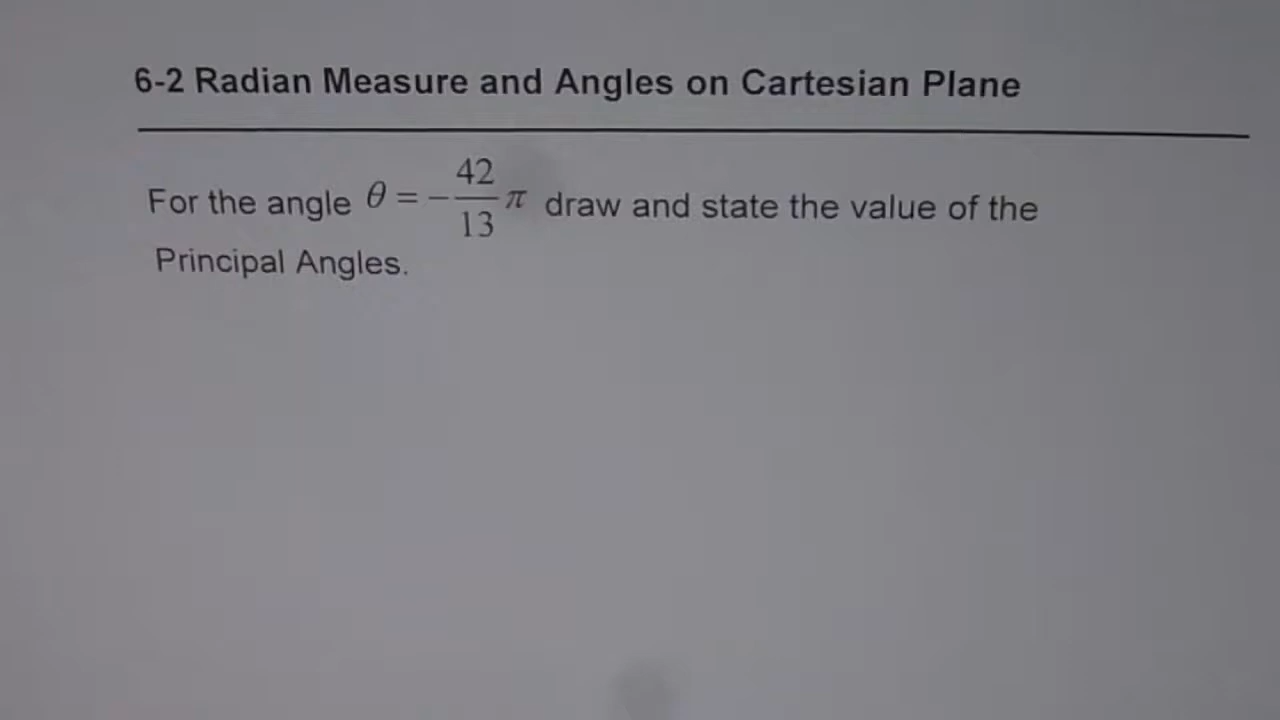 6-2 Radian Measure and Angles on Cartesian Plane
For the angle θ = −42/13 π draw and state the value of the
Principal Angles.